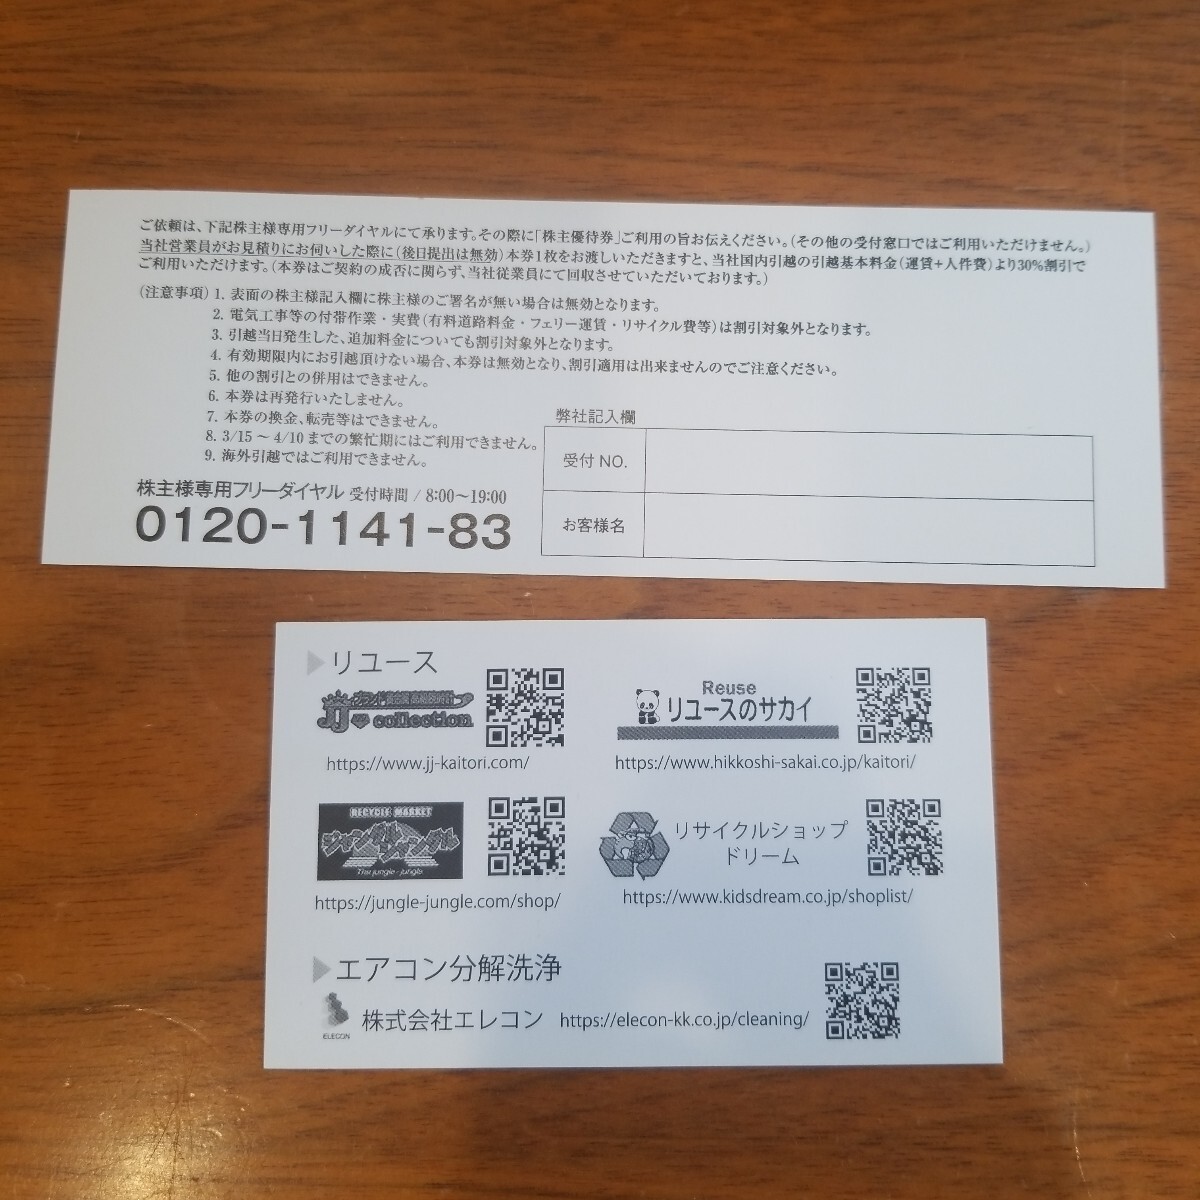 ご依頼は、下記株主様専用フリーダイヤルにて承ります。その際に「株主優待券」ご利用の旨お伝えください。(その他の受付窓口ではご利用いただけません。)
当社営業員がお見積りにお伺いした際に(後日提出は無効)本券1枚をお渡しいただきますと、当社国内引越の引越基本料金(運賃+人件費)より30%割引で
ご利用いただけます。(本券はご契約の成否に関らず、当社従業員にて回収させていただいております。)
(注意事項) 1. 表面の株主様記入欄に株主様のご署名が無い場合は無効となります。
2. 電気工事等の付帯作業・実費(有料道路料金・フェリー運賃・リサイクル費等)は割引対象外となります。
3. 引越当日発生した、追加料金についても割引対象外となります。
4. 有効期限内にお引越頂けない場合、本券は無効となり、割引適用は出来ませんのでご注意ください。
5. 他の割引との併用はできません。
6. 本券は再発行いたしません。
7. 本券の換金、転売等はできません。
8. 3/15～4/10までの繁忙期にはご利用できません。
9. 海外引越ではご利用できません。
株主様専用フリーダイヤル 受付時間 / 8:00～19:00
0120-1141-83
弊社記入欄
受付 NO.
お客様名
リユース
JJ collection
https://www.jj-kaitori.com/
Reuse
リユースのサカイ
https://www.hikkoshi-sakai.co.jp/kaitori/
RECYCLE MARKET
ジャングル
ジャングル
The jungle - jungle
https://jungle-jungle.com/shop/
リサイクルショップ
ドリーム
https://www.kidsdream.co.jp/shoplist/
エアコン分解洗浄
ELECON
株式会社エレコン https://elecon-kk.co.jp/cleaning/